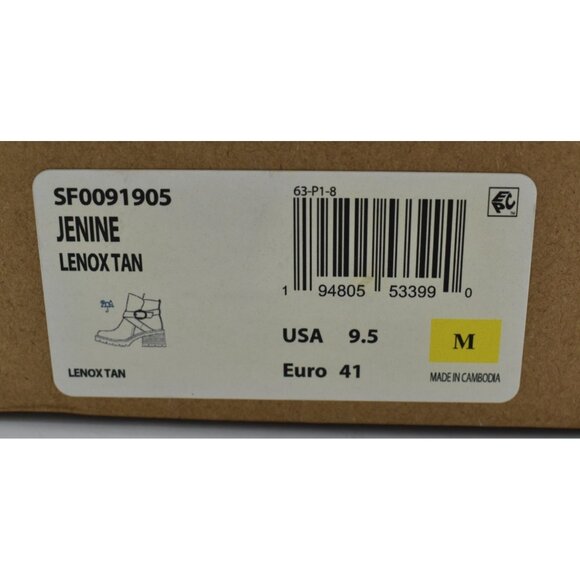 SF0091905
JENINE
LENOX TAN
LENOX TAN
63-P1-8
1 94805 53399 0
USA 9.5
Euro 41
M
MADE IN CAMBODIA